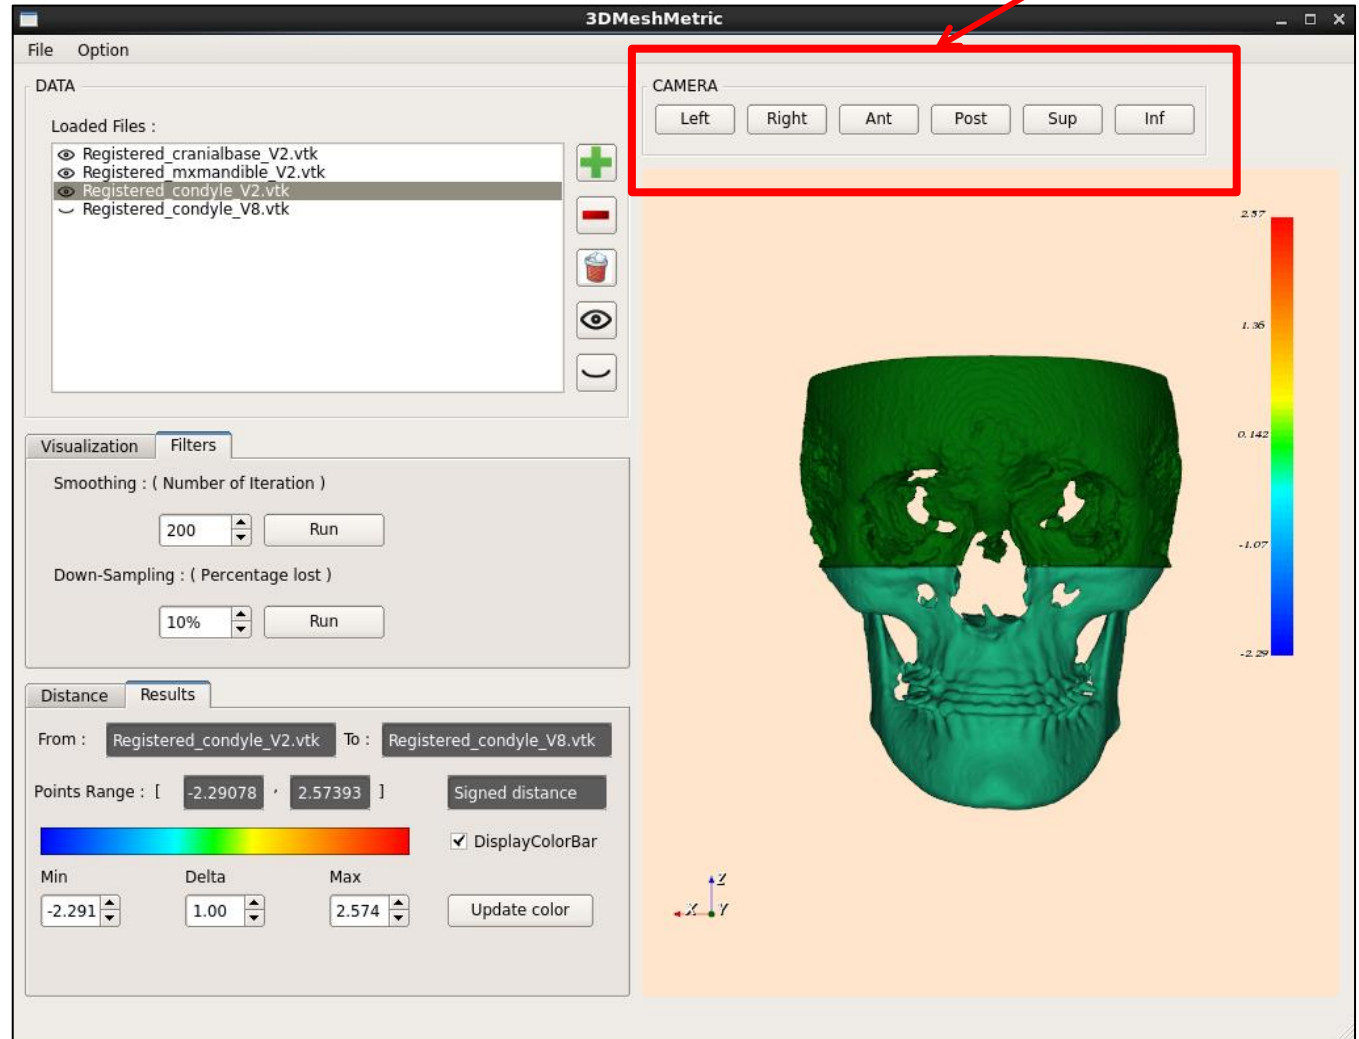 3DMeshMetric
File Option
DATA
Loaded Files :
Registered_cranialbase_V2.vtk
Registered_mxmandible_V2.vtk
Registered_condyle_V2.vtk
Registered_condyle_V8.vtk
Visualization Filters
Smoothing : ( Number of Iteration )
200 Run
Down-Sampling : ( Percentage lost )
10% Run
Distance Results
From : Registered_condyle_V2.vtk To : Registered_condyle_V8.vtk
Points Range : [ -2.29078 , 2.57393 ] Signed distance
DisplayColorBar
Min Delta Max
-2.291 1.00 2.574 Update color
CAMERA
Left Right Ant Post Sup Inf
2.57
1.36
0.142
-1.07
-2.29
Z
X Y